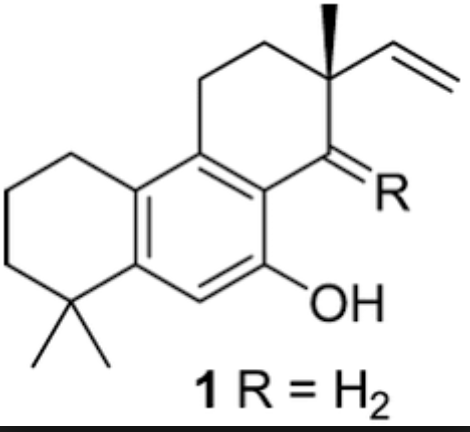 R
OH
1 R = H₂